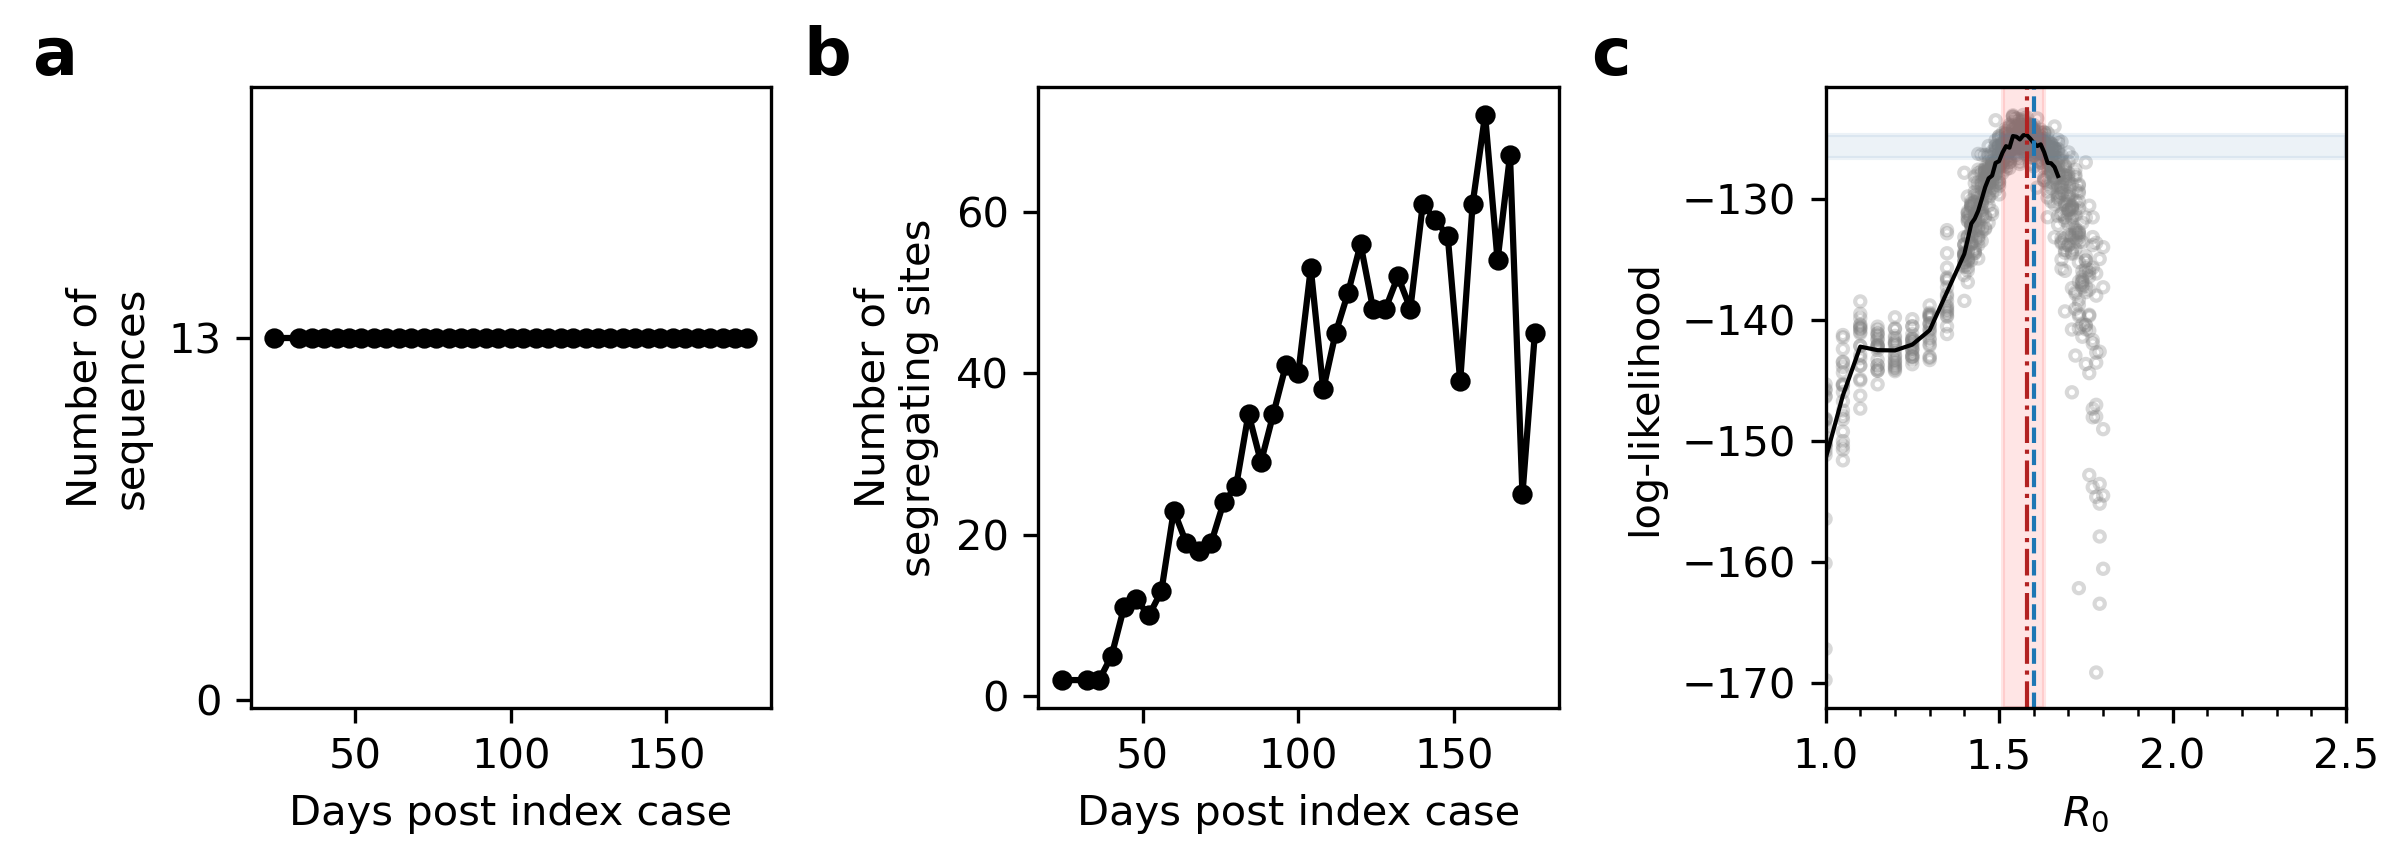 a
Number of
sequences
13
0
50 100 150
Days post index case
b
Number of
segregating sites
60
40
20
0
50 100 150
Days post index case
c
log-likelihood
−130
−140
−150
−160
−170
1.0 1.5 2.0 2.5
R0